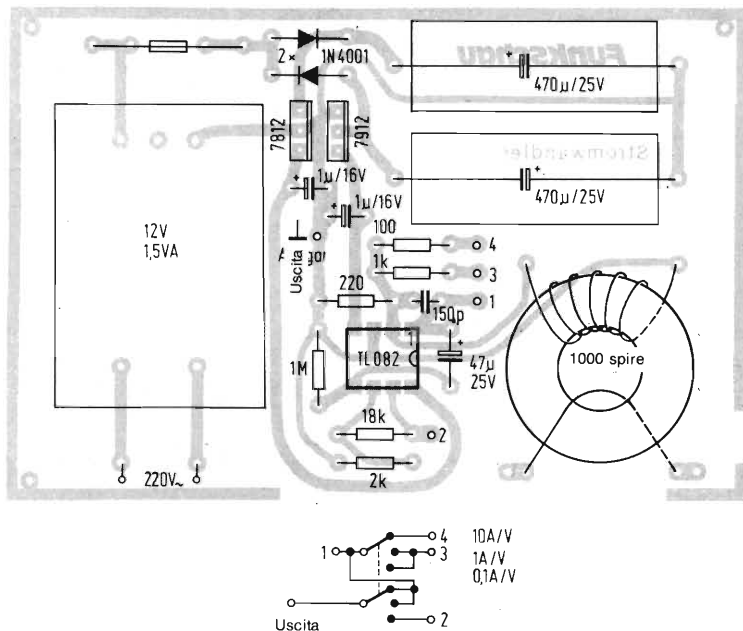 2× 1N4001
Funkschau
+
470µ/25V
7812
7912
Stromwandler
+
470µ/25V
+ 1µ/16V
+ 1µ/16V
12V
1,5VA
100
4
Uscita
1k
3
220
150p
1
1M
TL082
1
+
47µ
25V
1000 spire
18k
2
2k
220V~
1
4 10A/V
3 1A/V
0,1A/V
Uscita
2